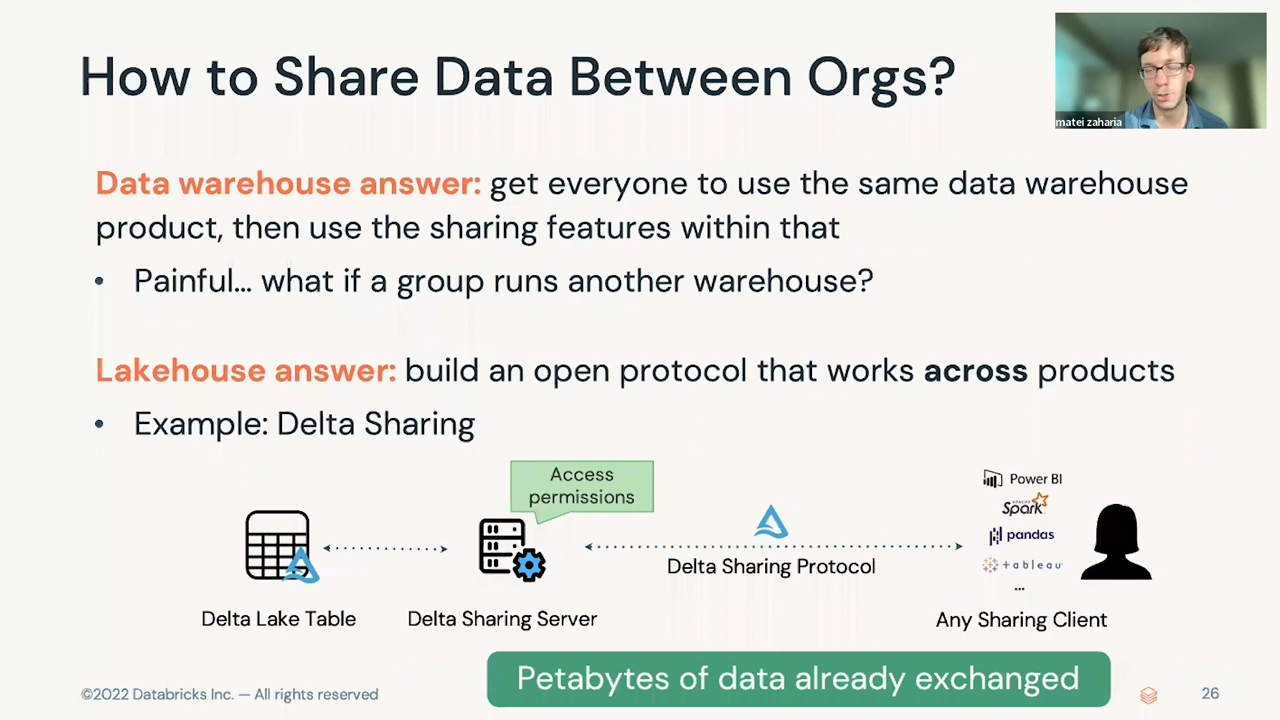 How to Share Data Between Orgs?
matei zaharia
Data warehouse answer: get everyone to use the same data warehouse
product, then use the sharing features within that
• Painful... what if a group runs another warehouse?
Lakehouse answer: build an open protocol that works across products
• Example: Delta Sharing
Access
permissions
Power BI
APACHE
Spark
pandas
+ableau
...
Delta Sharing Protocol
Delta Lake Table
Delta Sharing Server
Any Sharing Client
Petabytes of data already exchanged
©2022 Databricks Inc. — All rights reserved
26